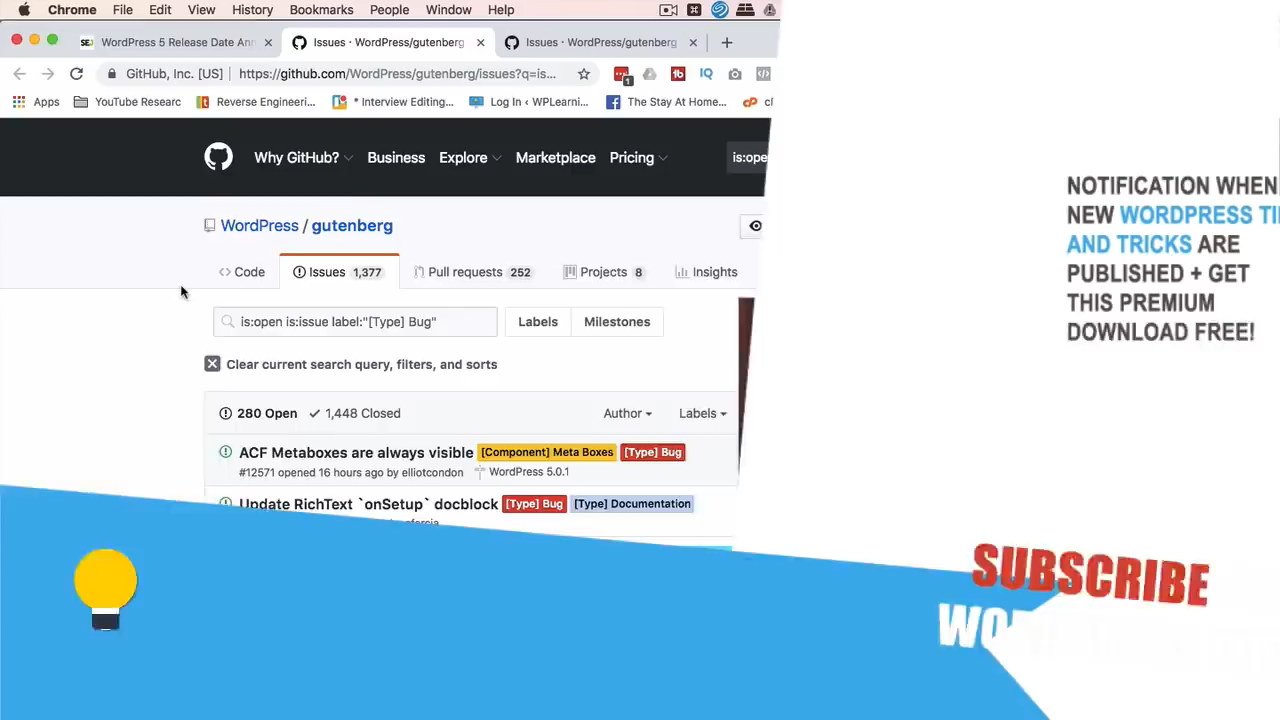 Chrome File Edit View History Bookmarks People Window Help
WordPress 5 Release Date Ann
Issues · WordPress/gutenberg
Issues · WordPress/gutenberg
GitHub, Inc. [US] https://github.com/WordPress/gutenberg/issues?q=is...
1
Apps YouTube Researc Reverse Engineeri... * Interview Editing... Log In ‹ WPLearni... The Stay At Home...
Why GitHub? Business Explore Marketplace Pricing is:ope
WordPress / gutenberg
Code Issues 1,377 Pull requests 252 Projects 8 Insights
is:open is:issue label:"[Type] Bug" Labels Milestones
Clear current search query, filters, and sorts
280 Open 1,448 Closed Author Labels
ACF Metaboxes are always visible [Component] Meta Boxes [Type] Bug
#12571 opened 16 hours ago by elliotcondon WordPress 5.0.1
Update RichText `onSetup` docblock [Type] Bug [Type] Documentation
NOTIFICATION WHEN
NEW WORDPRESS TI
AND TRICKS ARE
PUBLISHED + GET
THIS PREMIUM
DOWNLOAD FREE!
SUBSCRIBE